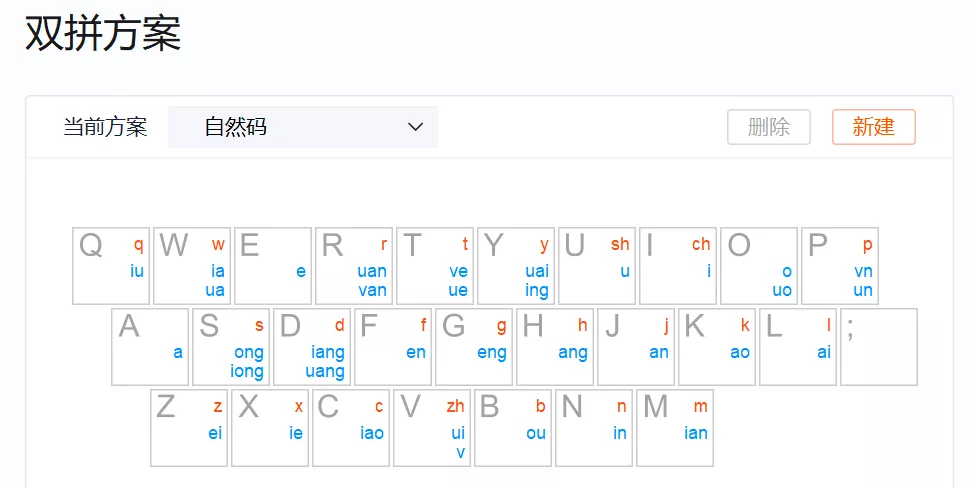 双拼方案
当前方案 自然码 删除 新建
Q q W w E R r T t Y y U sh I ch O P p
iu ia e uan ve uai u i o vn
ua van ue ing uo un
A S s D d F f G g H h J j K k L l ;
a ong iang en eng ang an ao ai
iong uang
Z z X x C c V zh B b N n M m
ei ie iao ui ou in ian
v